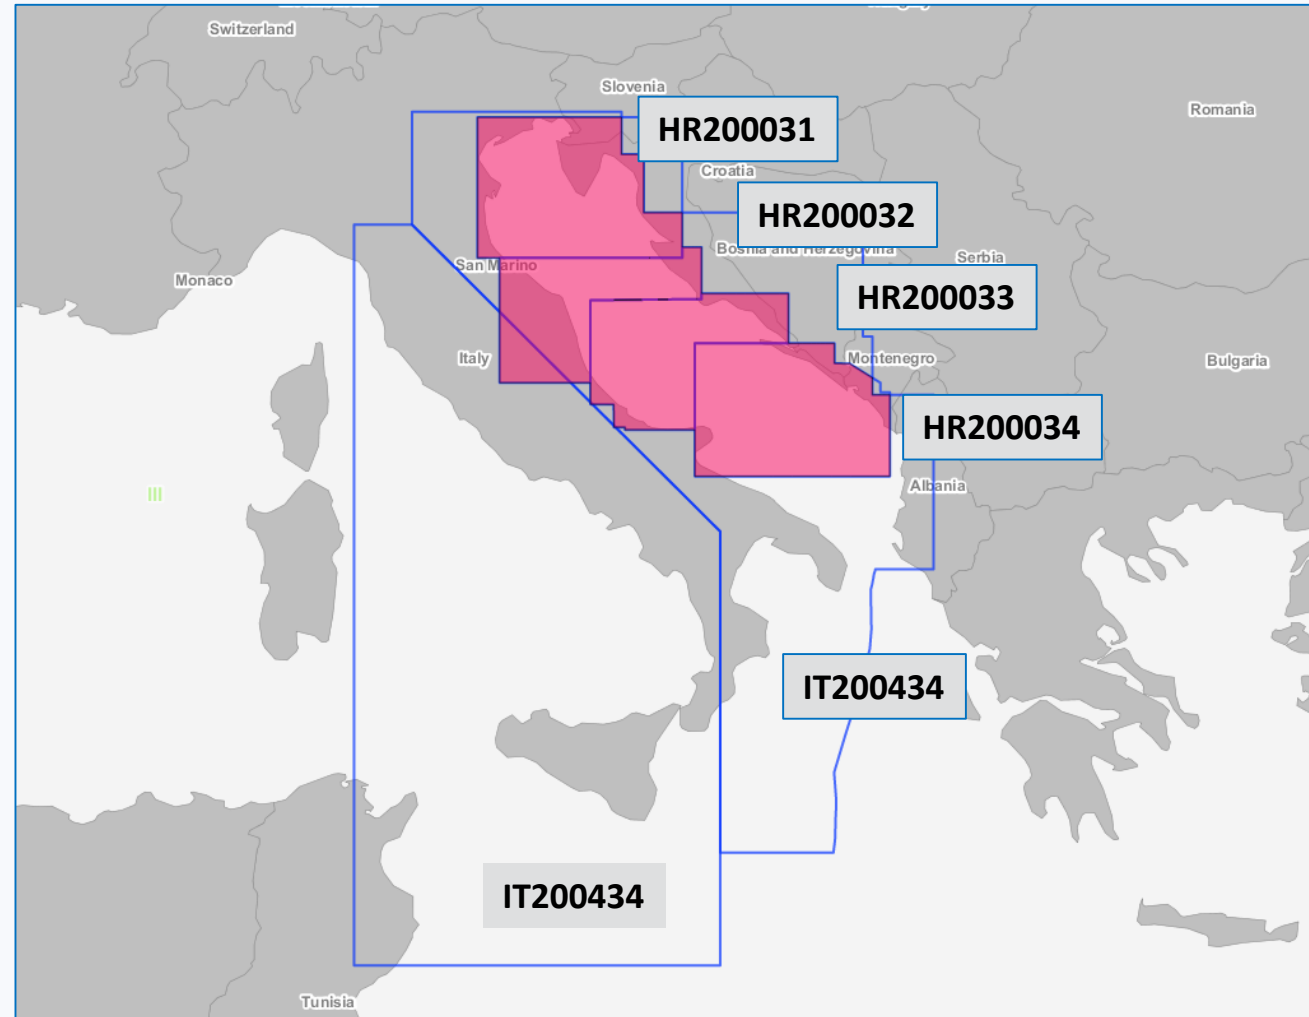 Switzerland
Slovenia
Romania
HR200031
Croatia
HR200032
Bosnia and Herzegovina
Serbia
San Marino
Monaco
HR200033
Italy
Montenegro
Bulgaria
HR200034
Albania
III
IT200434
IT200434
Tunisia